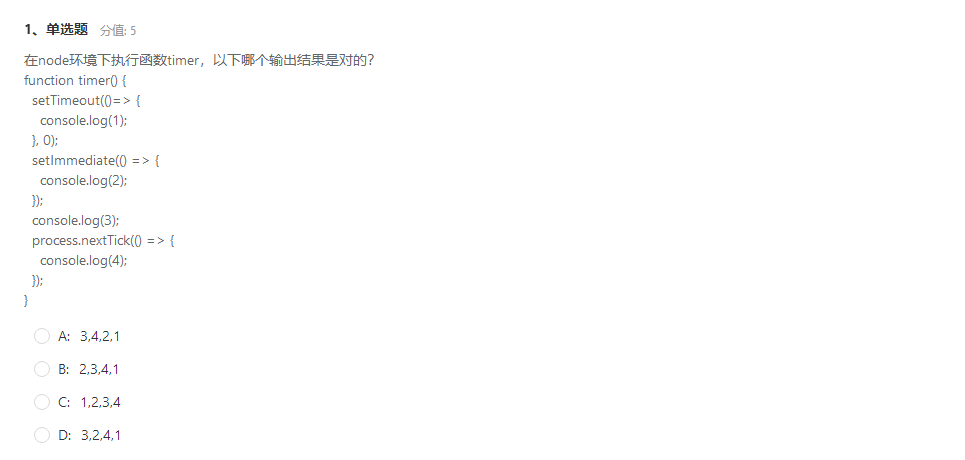 1、单选题 分值: 5
在node环境下执行函数timer，以下哪个输出结果是对的?
function timer() {
setTimeout(()=> {
console.log(1);
}, 0);
setImmediate(() => {
console.log(2);
});
console.log(3);
process.nextTick(() => {
console.log(4);
});
}
A: 3,4,2,1
B: 2,3,4,1
C: 1,2,3,4
D: 3,2,4,1